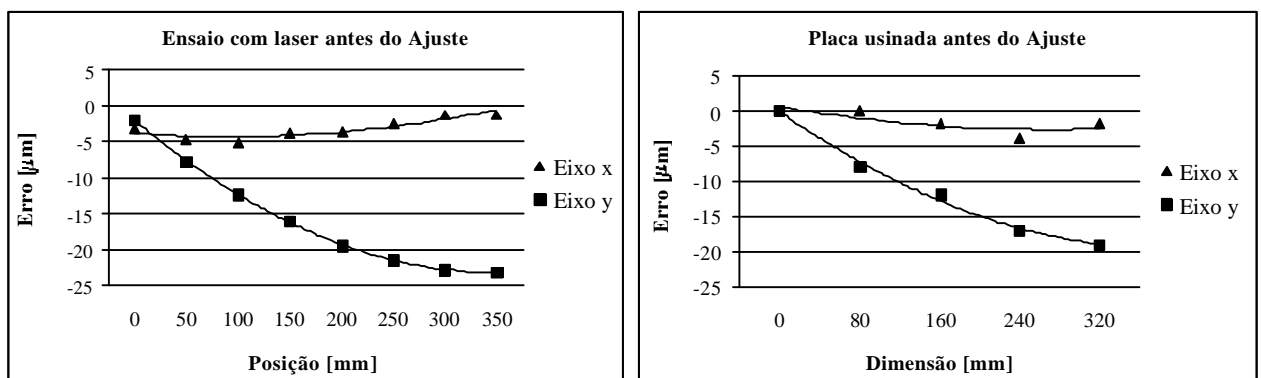 Ensaio com laser antes do Ajuste
5
0
-5
-10
-15
-20
-25
Erro [μm]
0 50 100 150 200 250 300 350
Posição [mm]
Eixo x
Eixo y
Placa usinada antes do Ajuste
5
0
-5
-10
-15
-20
-25
Erro [μm]
0 80 160 240 320
Dimensão [mm]
Eixo x
Eixo y